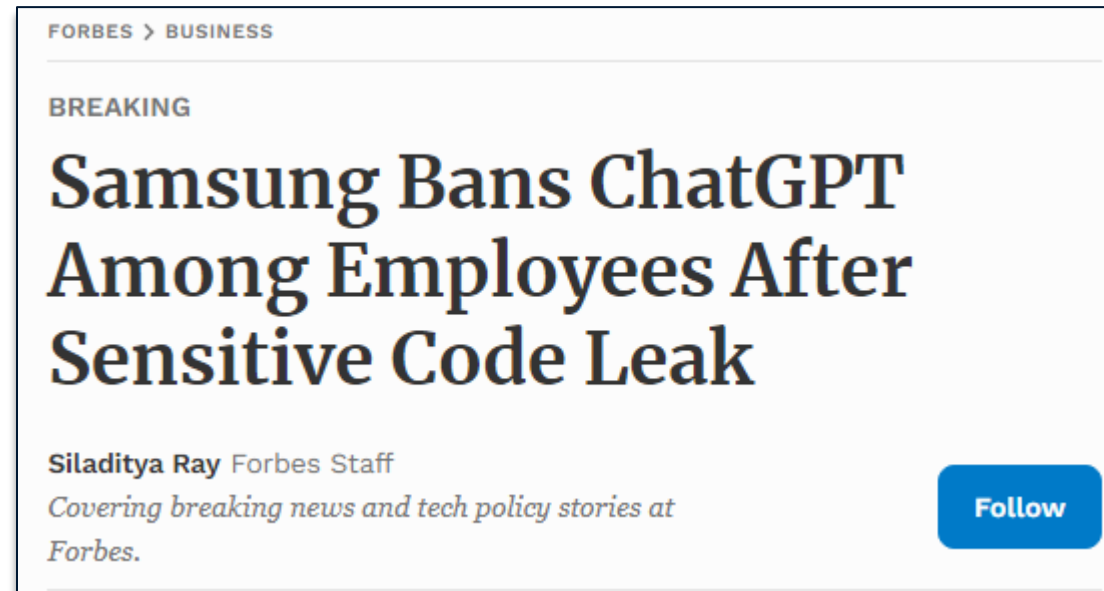 FORBES > BUSINESS
BREAKING
Samsung Bans ChatGPT
Among Employees After
Sensitive Code Leak
Siladitya Ray Forbes Staff
Covering breaking news and tech policy stories at
Forbes.
Follow